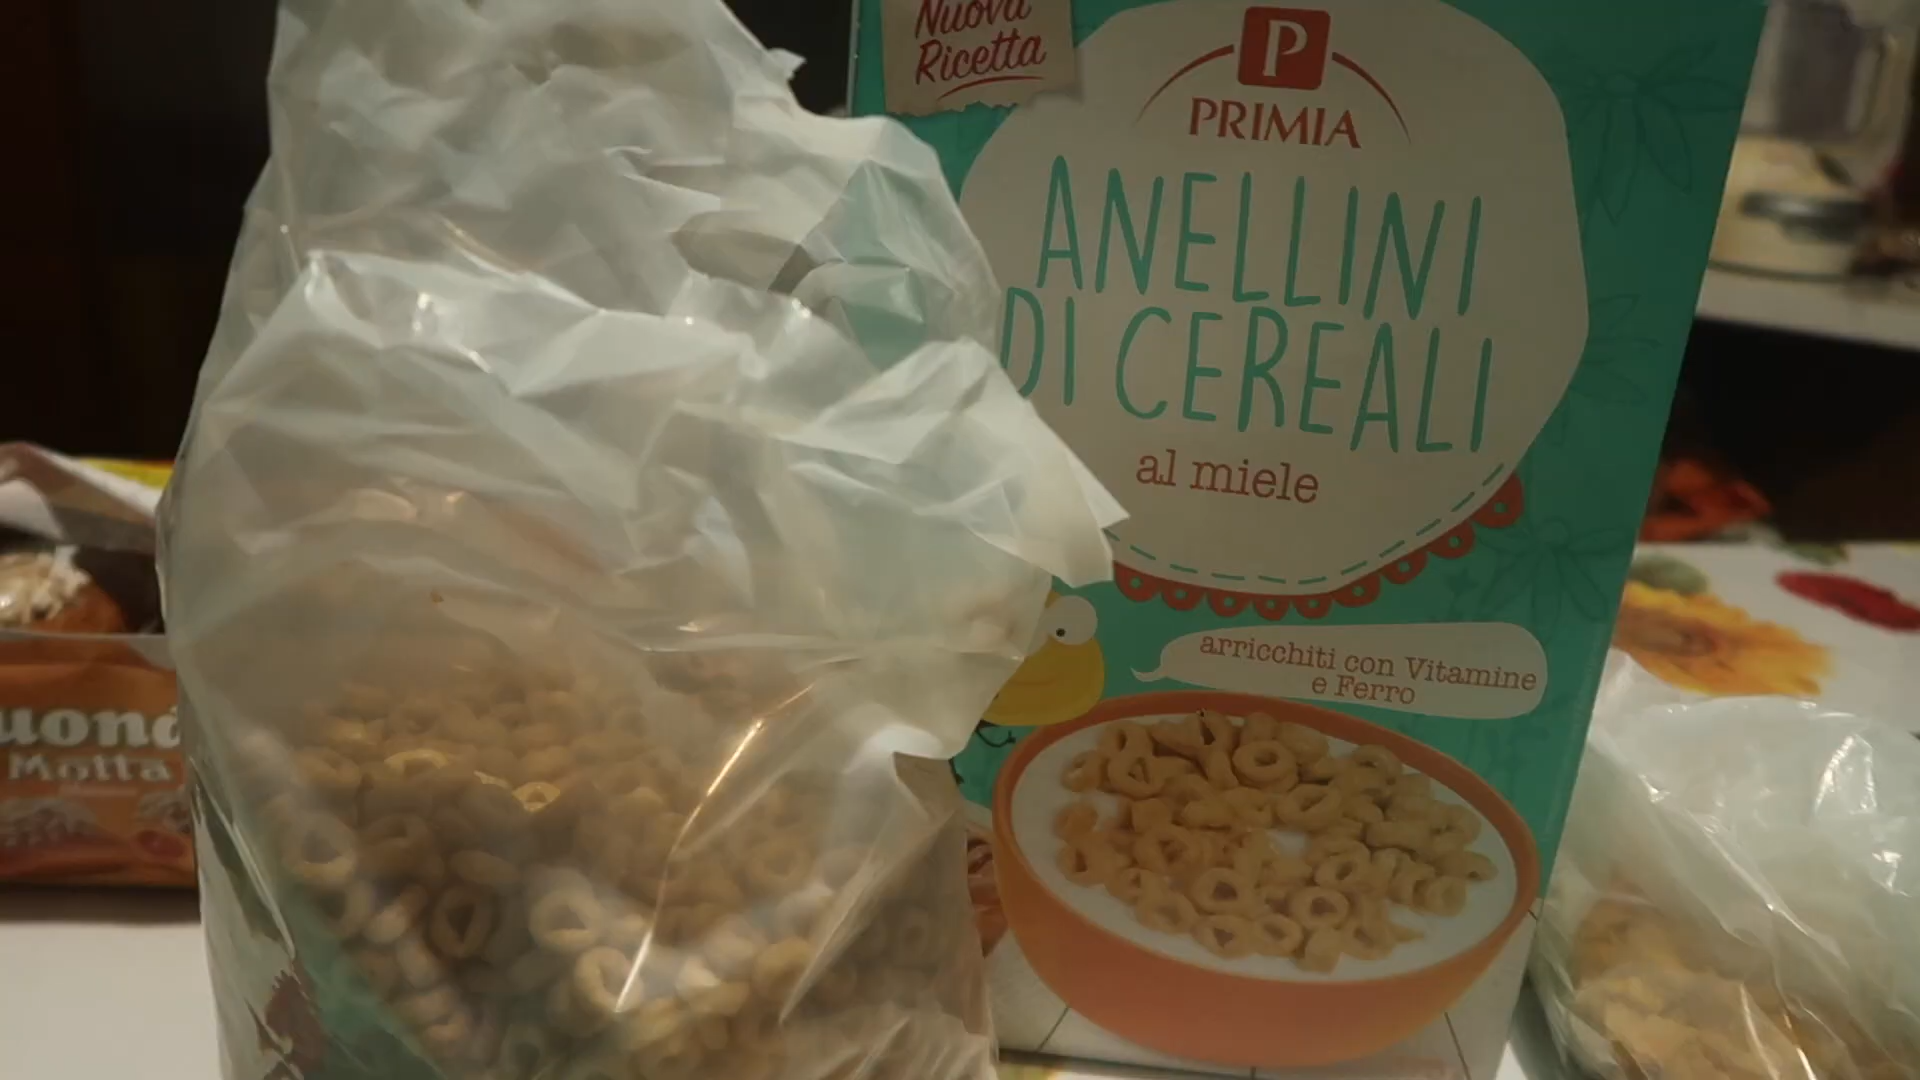 Nuova
Ricetta
P
PRIMIA
ANELLINI
DI CEREALI
al miele
arricchiti con Vitamine
e Ferro
Motta